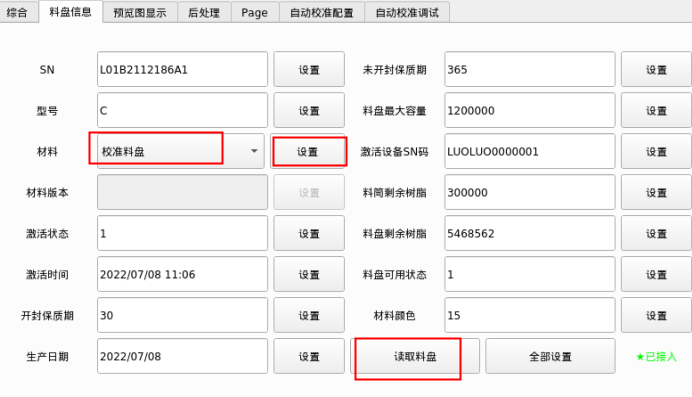 综合 料盘信息 预览图显示 后处理 Page 自动校准配置 自动校准调试
SN L01B2112186A1 设置 未开封保质期 365 设置
型号 C 设置 料盘最大容量 1200000 设置
材料 校准料盘 设置 激活设备SN码 LUOLUO0000001 设置
材料版本 设置 料筒剩余树脂 300000 设置
激活状态 1 设置 料盘剩余树脂 5468562 设置
激活时间 2022/07/08 11:06 设置 料盘可用状态 1 设置
开封保质期 30 设置 材料颜色 15 设置
生产日期 2022/07/08 设置 读取料盘 全部设置 ★已接入